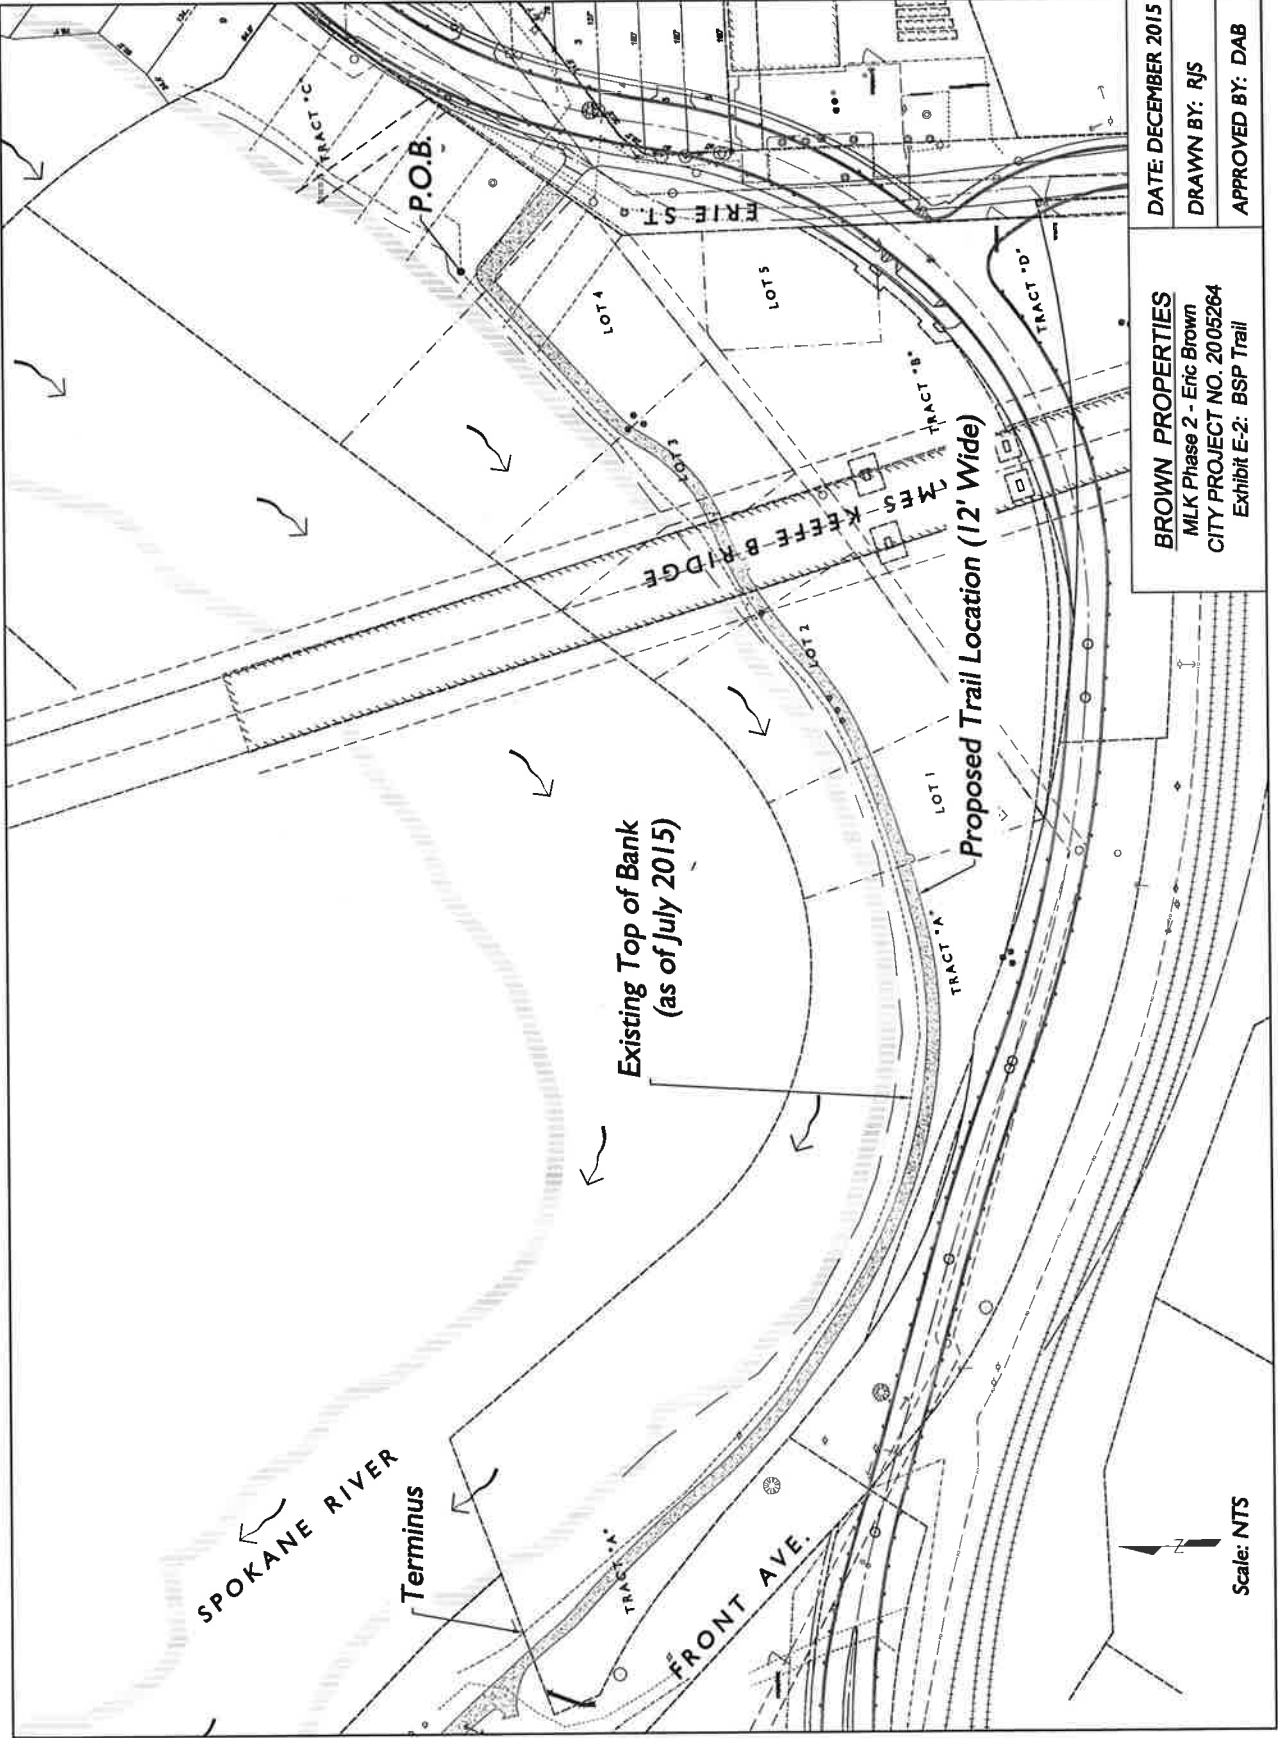 SPOKANE RIVER
Terminus
TRACT "A"
FRONT AVE.
Existing Top of Bank
(as of July 2015)
TRACT "A"
Proposed Trail Location (12' Wide)
LOT 1
LOT 2
KEEFE BRIDGE
MES
LOT 3
LOT 4
LOT 5
TRACT "B"
TRACT "D"
ERIE ST.
P.O.B.
TRACT "C"
Scale: NTS
BROWN PROPERTIES
MLK Phase 2 - Eric Brown
CITY PROJECT NO. 2005264
Exhibit E-2: BSP Trail
DATE: DECEMBER 2015
DRAWN BY: RJS
APPROVED BY: DAB